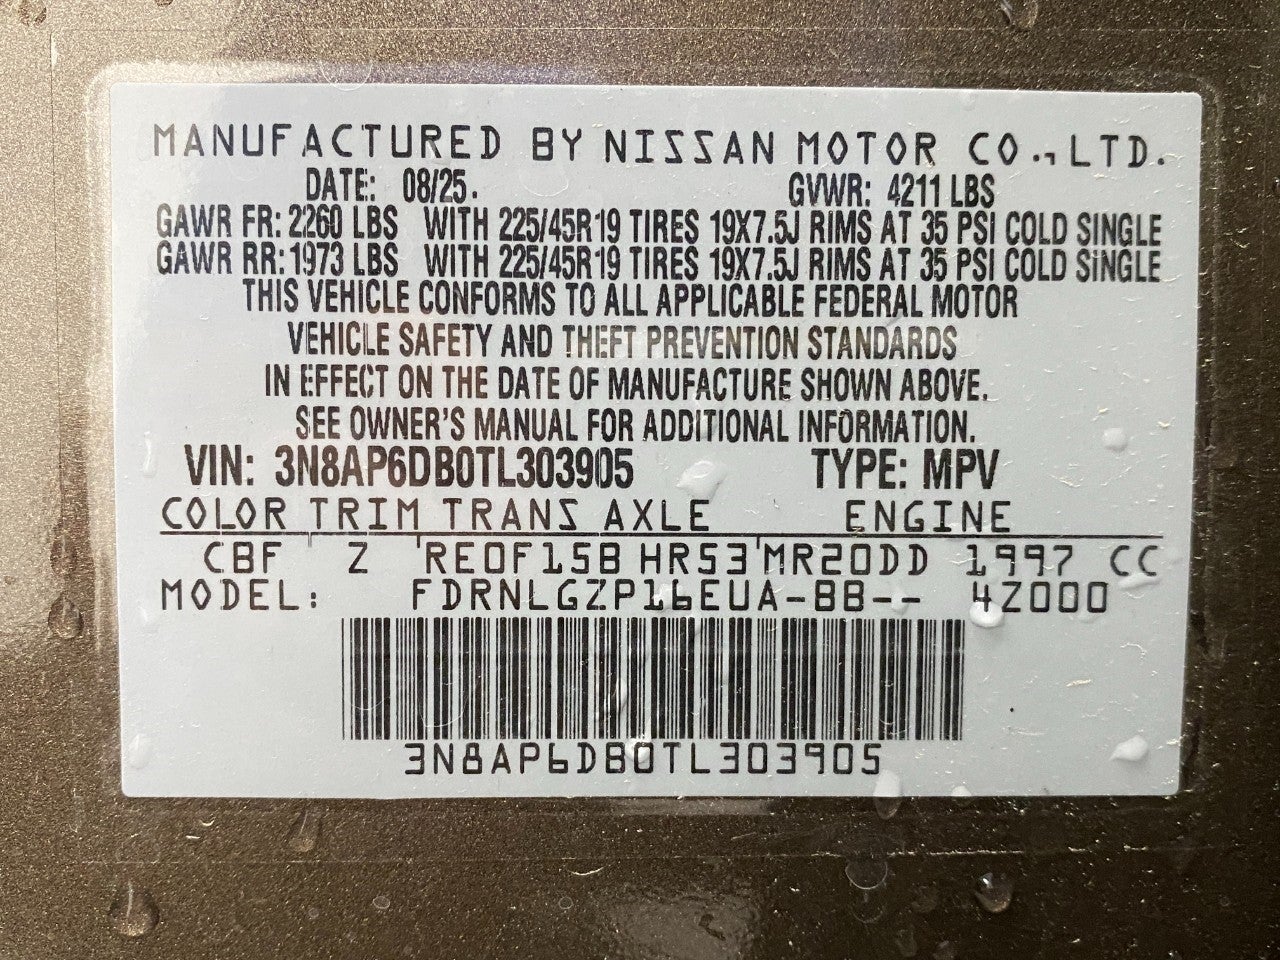 MANUFACTURED BY NISSAN MOTOR CO., LTD.
DATE: 08/25. GVWR: 4211 LBS
GAWR FR: 2260 LBS WITH 225/45R19 TIRES 19X7.5J RIMS AT 35 PSI COLD SINGLE
GAWR RR: 1973 LBS WITH 225/45R19 TIRES 19X7.5J RIMS AT 35 PSI COLD SINGLE
THIS VEHICLE CONFORMS TO ALL APPLICABLE FEDERAL MOTOR
VEHICLE SAFETY AND THEFT PREVENTION STANDARDS
IN EFFECT ON THE DATE OF MANUFACTURE SHOWN ABOVE.
SEE OWNER'S MANUAL FOR ADDITIONAL INFORMATION.
VIN: 3N8AP6DB0TL303905 TYPE: MPV
COLOR TRIM TRANS AXLE ENGINE
CBF Z RE0F15B HR53 MR20DD 1997 CC
MODEL: FDRNLGZP16EUA-BB-- 4Z000
3N8AP6DB0TL303905